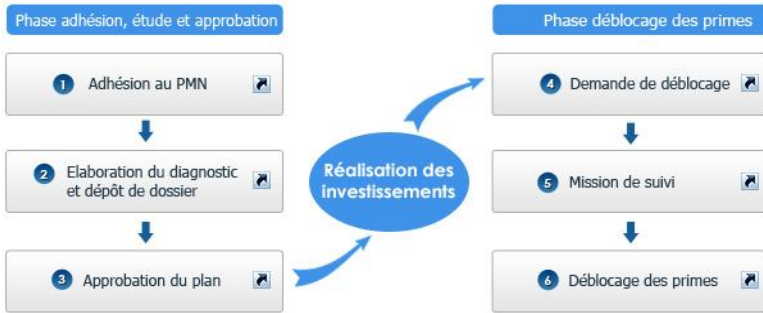 Phase adhésion, étude et approbation
1 Adhésion au PMN
2 Elaboration du diagnostic
et dépôt de dossier
3 Approbation du plan
Réalisation des
investissements
Phase déblocage des primes
4 Demande de déblocage
5 Mission de suivi
6 Déblocage des primes